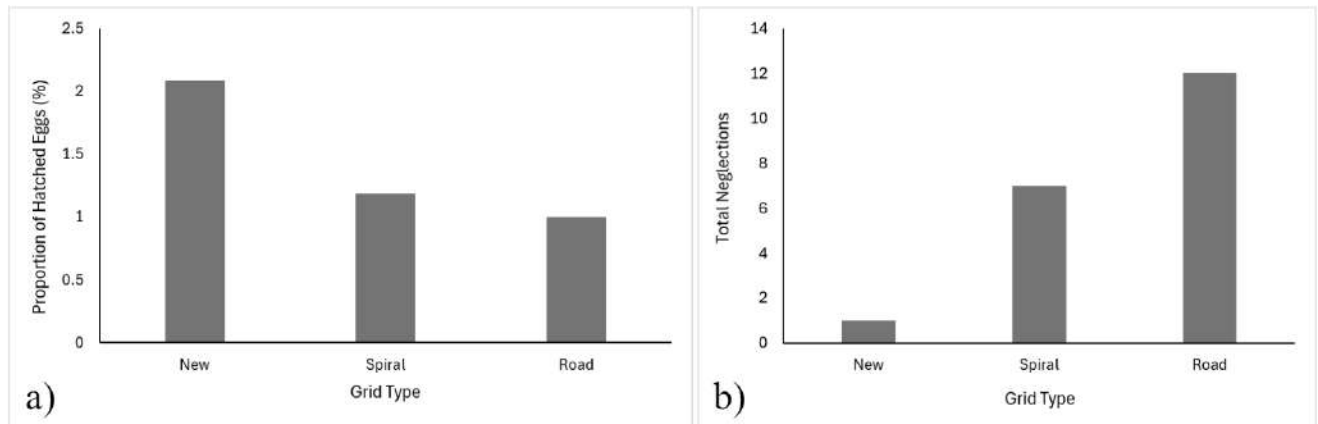 Proportion of Hatched Eggs (%)
2.5
2
1.5
1
0.5
0
New Spiral Road
Grid Type
a)
Total Neglections
14
12
10
8
6
4
2
0
New Spiral Road
Grid Type
b)